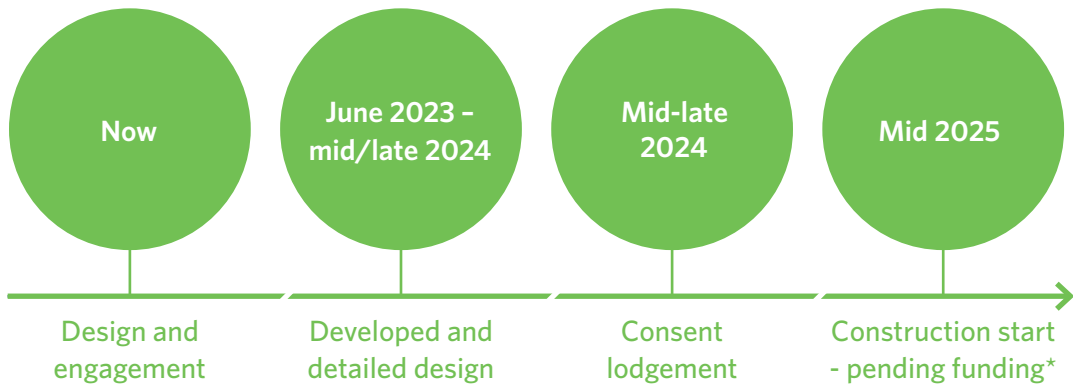 Now
June 2023 –
mid/late 2024
Mid-late
2024
Mid 2025
Design and
engagement
Developed and
detailed design
Consent
lodgement
Construction start
- pending funding*